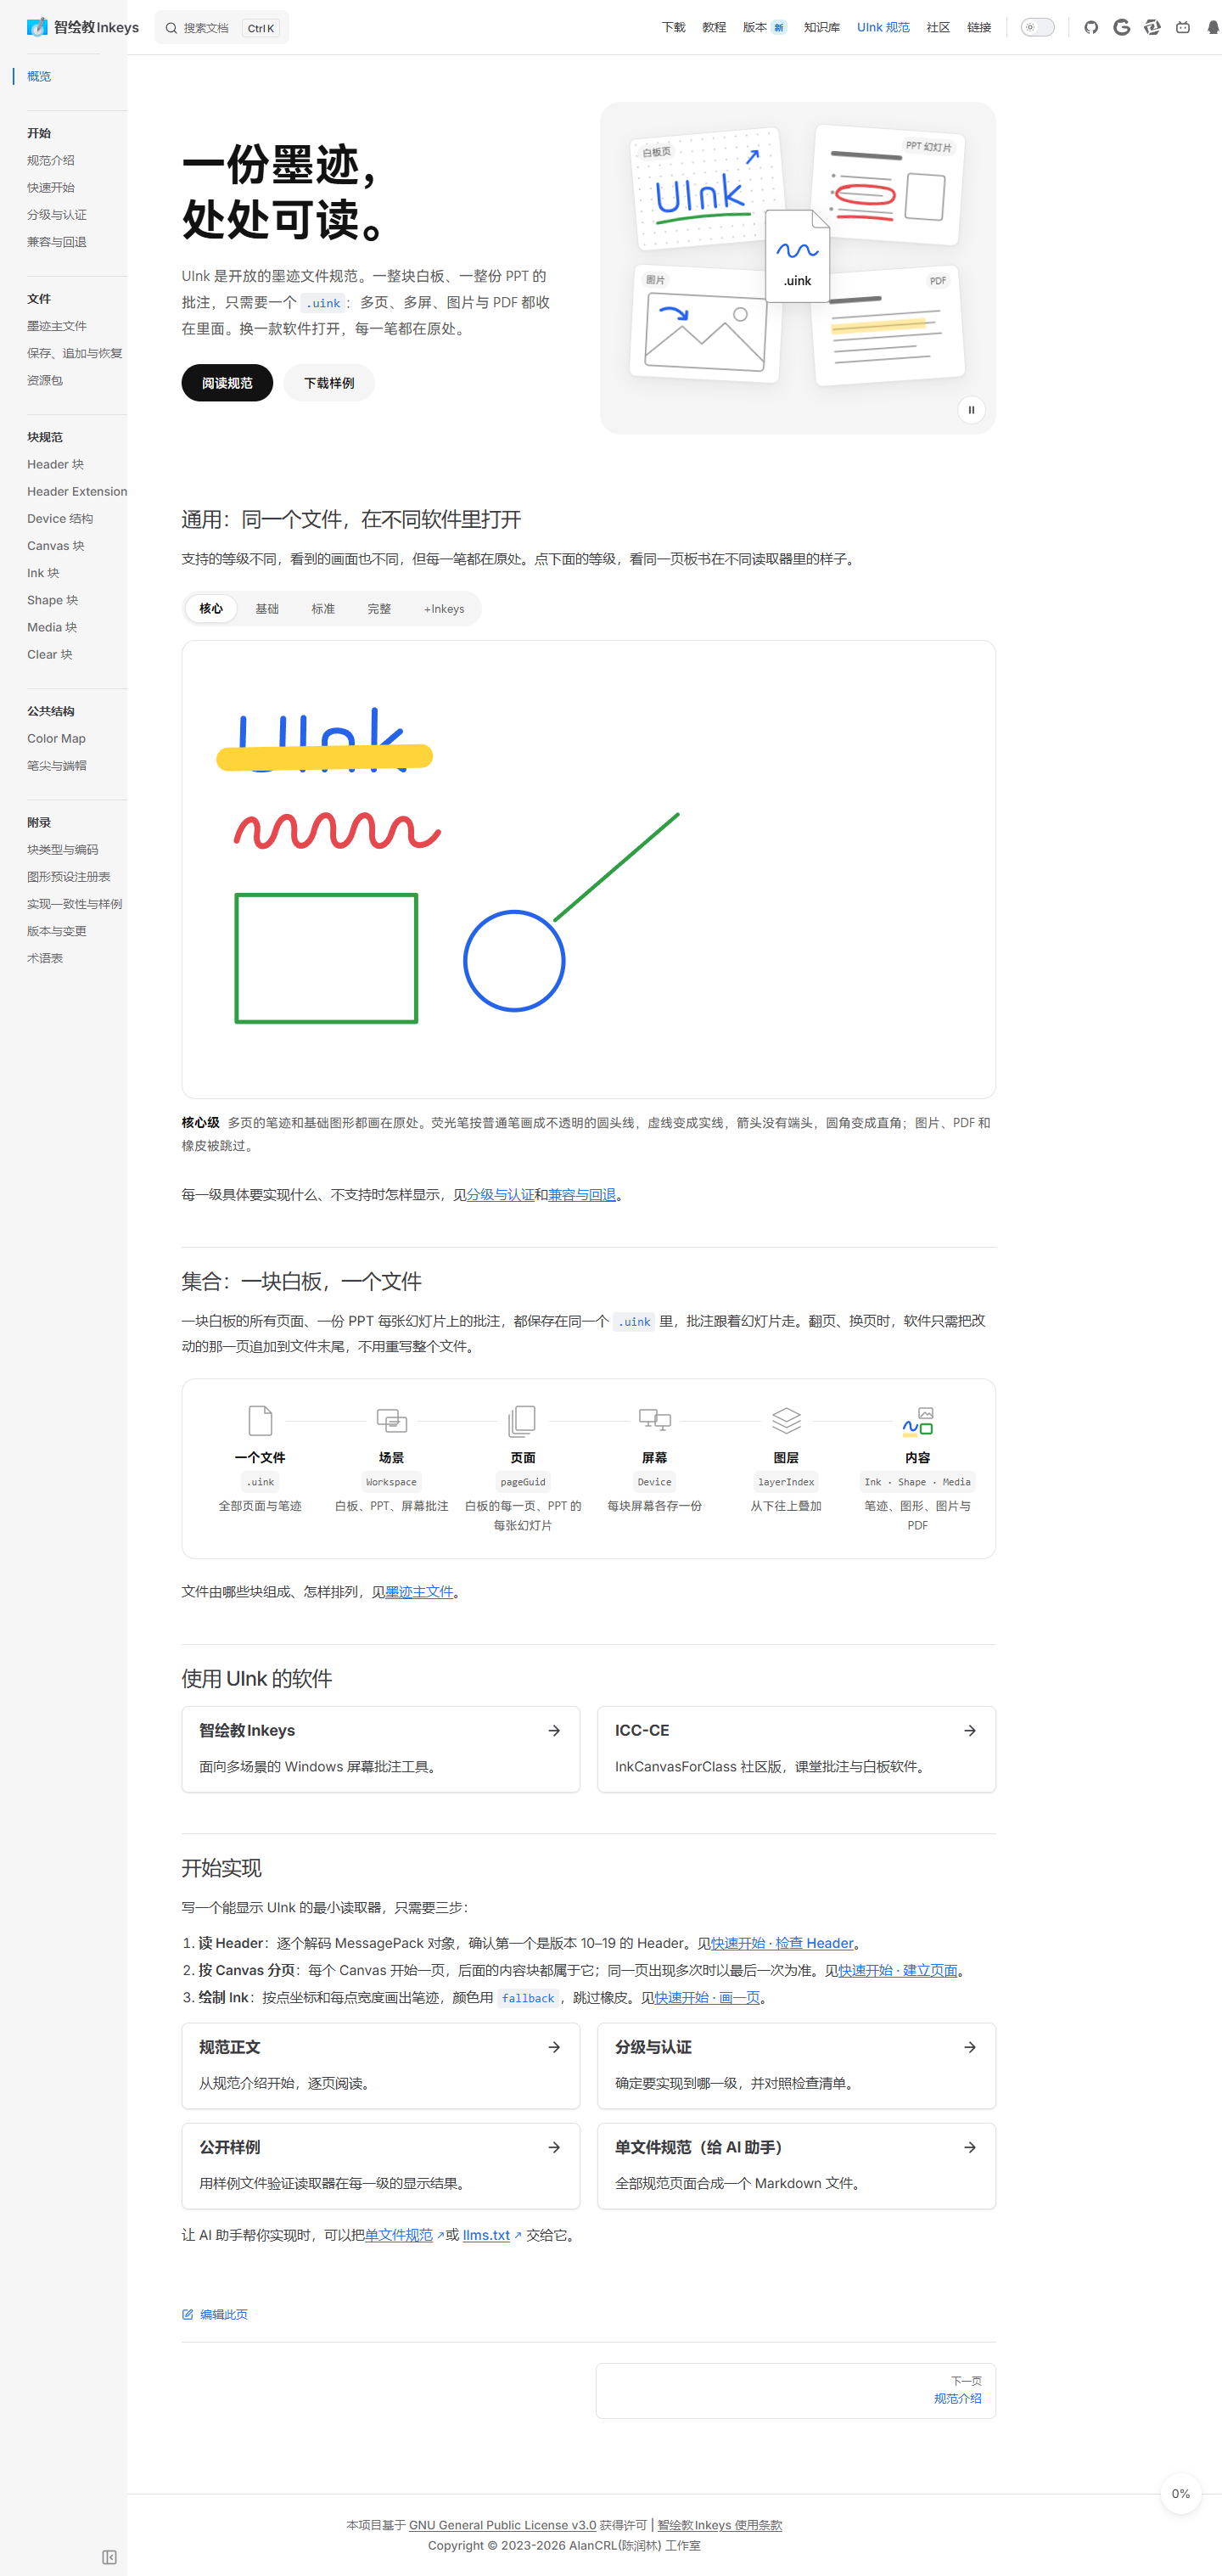 智绘教Inkeys
搜索文档 Ctrl K
下载 教程 版本 新 知识库 UInk 规范 社区 链接
概览
开始
规范介绍
快速开始
分级与认证
兼容与回退
文件
墨迹主文件
保存、追加与恢复
资源包
块规范
Header 块
Header Extension
Device 结构
Canvas 块
Ink 块
Shape 块
Media 块
Clear 块
公共结构
Color Map
笔尖与端帽
附录
块类型与编码
图形预设注册表
实现一致性与样例
版本与变更
术语表
一份墨迹，
处处可读。
UInk 是开放的墨迹文件规范。一整块白板、一整份 PPT 的
批注，只需要一个 .uink：多页、多屏、图片与 PDF 都收
在里面。换一款软件打开，每一笔都在原处。
阅读规范 下载样例
白板页
UInk
PPT 幻灯片
.uink
图片
PDF
通用：同一个文件，在不同软件里打开
支持的等级不同，看到的画面也不同，但每一笔都在原处。点下面的等级，看同一页板书在不同读取器里的样子。
核心 基础 标准 完整 +Inkeys
UInk
核心级 多页的笔迹和基础图形都画在原处。荧光笔按普通笔画成不透明的圆头线，虚线变成实线，箭头没有端头，圆角变成直角；图片、PDF 和
橡皮被跳过。
每一级具体要实现什么、不支持时怎样显示，见分级与认证和兼容与回退。
集合：一块白板，一个文件
一块白板的所有页面、一份 PPT 每张幻灯片上的批注，都保存在同一个 .uink 里，批注跟着幻灯片走。翻页、换页时，软件只需把改
动的那一页追加到文件末尾，不用重写整个文件。
一个文件 场景 页面 屏幕 图层 内容
.uink Workspace pageGuid Device layerIndex Ink · Shape · Media
全部页面与笔迹 白板、PPT、屏幕批注 白板的每一页、PPT 的 每块屏幕各存一份 从下往上叠加 笔迹、图形、图片与
每张幻灯片 PDF
文件由哪些块组成、怎样排列，见墨迹主文件。
使用 UInk 的软件
智绘教Inkeys
面向多场景的 Windows 屏幕批注工具。
ICC-CE
InkCanvasForClass 社区版，课堂批注与白板软件。
开始实现
写一个能显示 UInk 的最小读取器，只需要三步：
1. 读 Header：逐个解码 MessagePack 对象，确认第一个是版本 10–19 的 Header。见快速开始 · 检查 Header。
2. 按 Canvas 分页：每个 Canvas 开始一页，后面的内容块都属于它；同一页出现多次时以最后一次为准。见快速开始 · 建立页面。
3. 绘制 Ink：按点坐标和每点宽度画出笔迹，颜色用 fallback，跳过橡皮。见快速开始 · 画一页。
规范正文
从规范介绍开始，逐页阅读。
分级与认证
确定要实现到哪一级，并对照检查清单。
公开样例
用样例文件验证读取器在每一级的显示结果。
单文件规范（给 AI 助手）
全部规范页面合成一个 Markdown 文件。
让 AI 助手帮你实现时，可以把单文件规范 或 llms.txt 交给它。
编辑此页
下一页
规范介绍
0%
本项目基于 GNU General Public License v3.0 获得许可 | 智绘教Inkeys 使用条款
Copyright © 2023-2026 AlanCRL(陈润林) 工作室